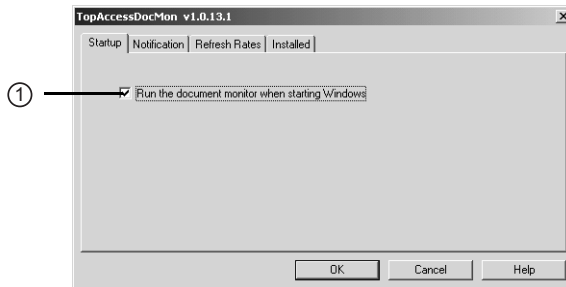 TopAccessDocMon v1.0.13.1
Startup Notification Refresh Rates Installed
1 Run the document monitor when starting Windows
OK Cancel Help